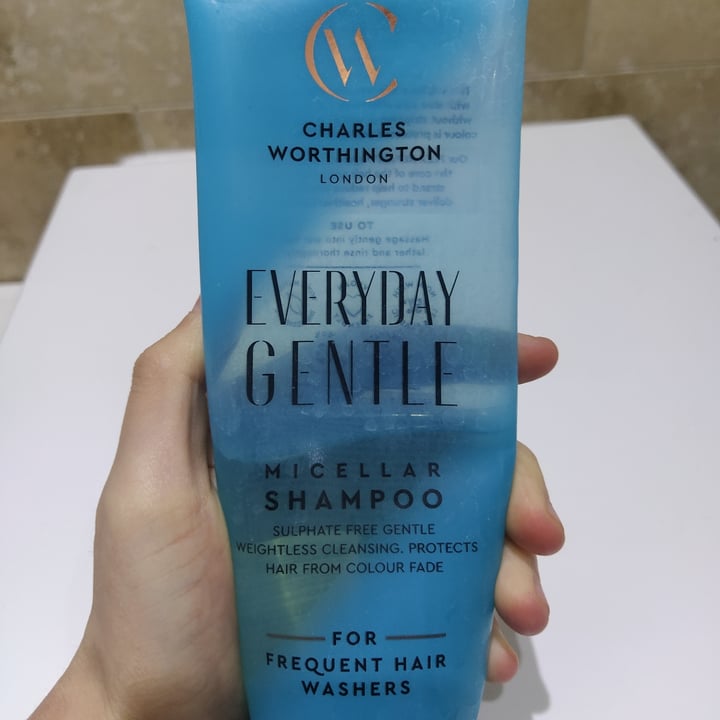 CHARLES
WORTHINGTON
LONDON
EVERYDAY
GENTLE
MICELLAR
SHAMPOO
SULPHATE FREE GENTLE
WEIGHTLESS CLEANSING. PROTECTS
HAIR FROM COLOUR FADE
FOR
FREQUENT HAIR
WASHERS